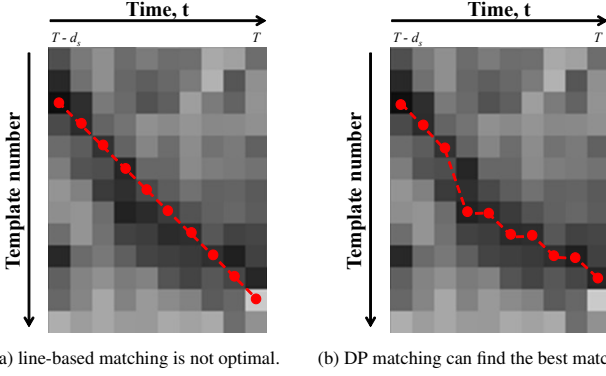 Time, t
T - ds
T
Template number
a) line-based matching is not optimal.
Time, t
T - ds
T
Template number
(b) DP matching can find the best matc